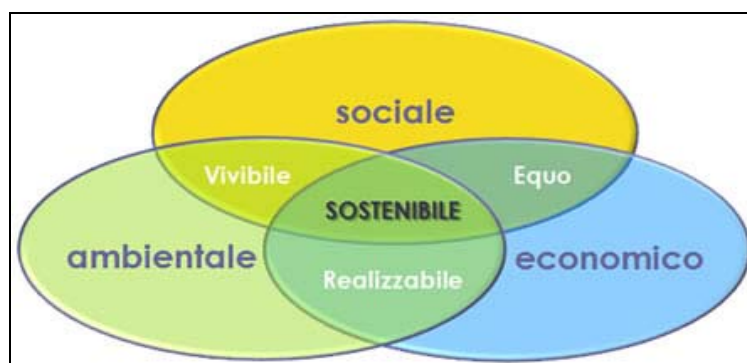 sociale
Vivibile
Equo
SOSTENIBILE
ambientale
economico
Realizzabile